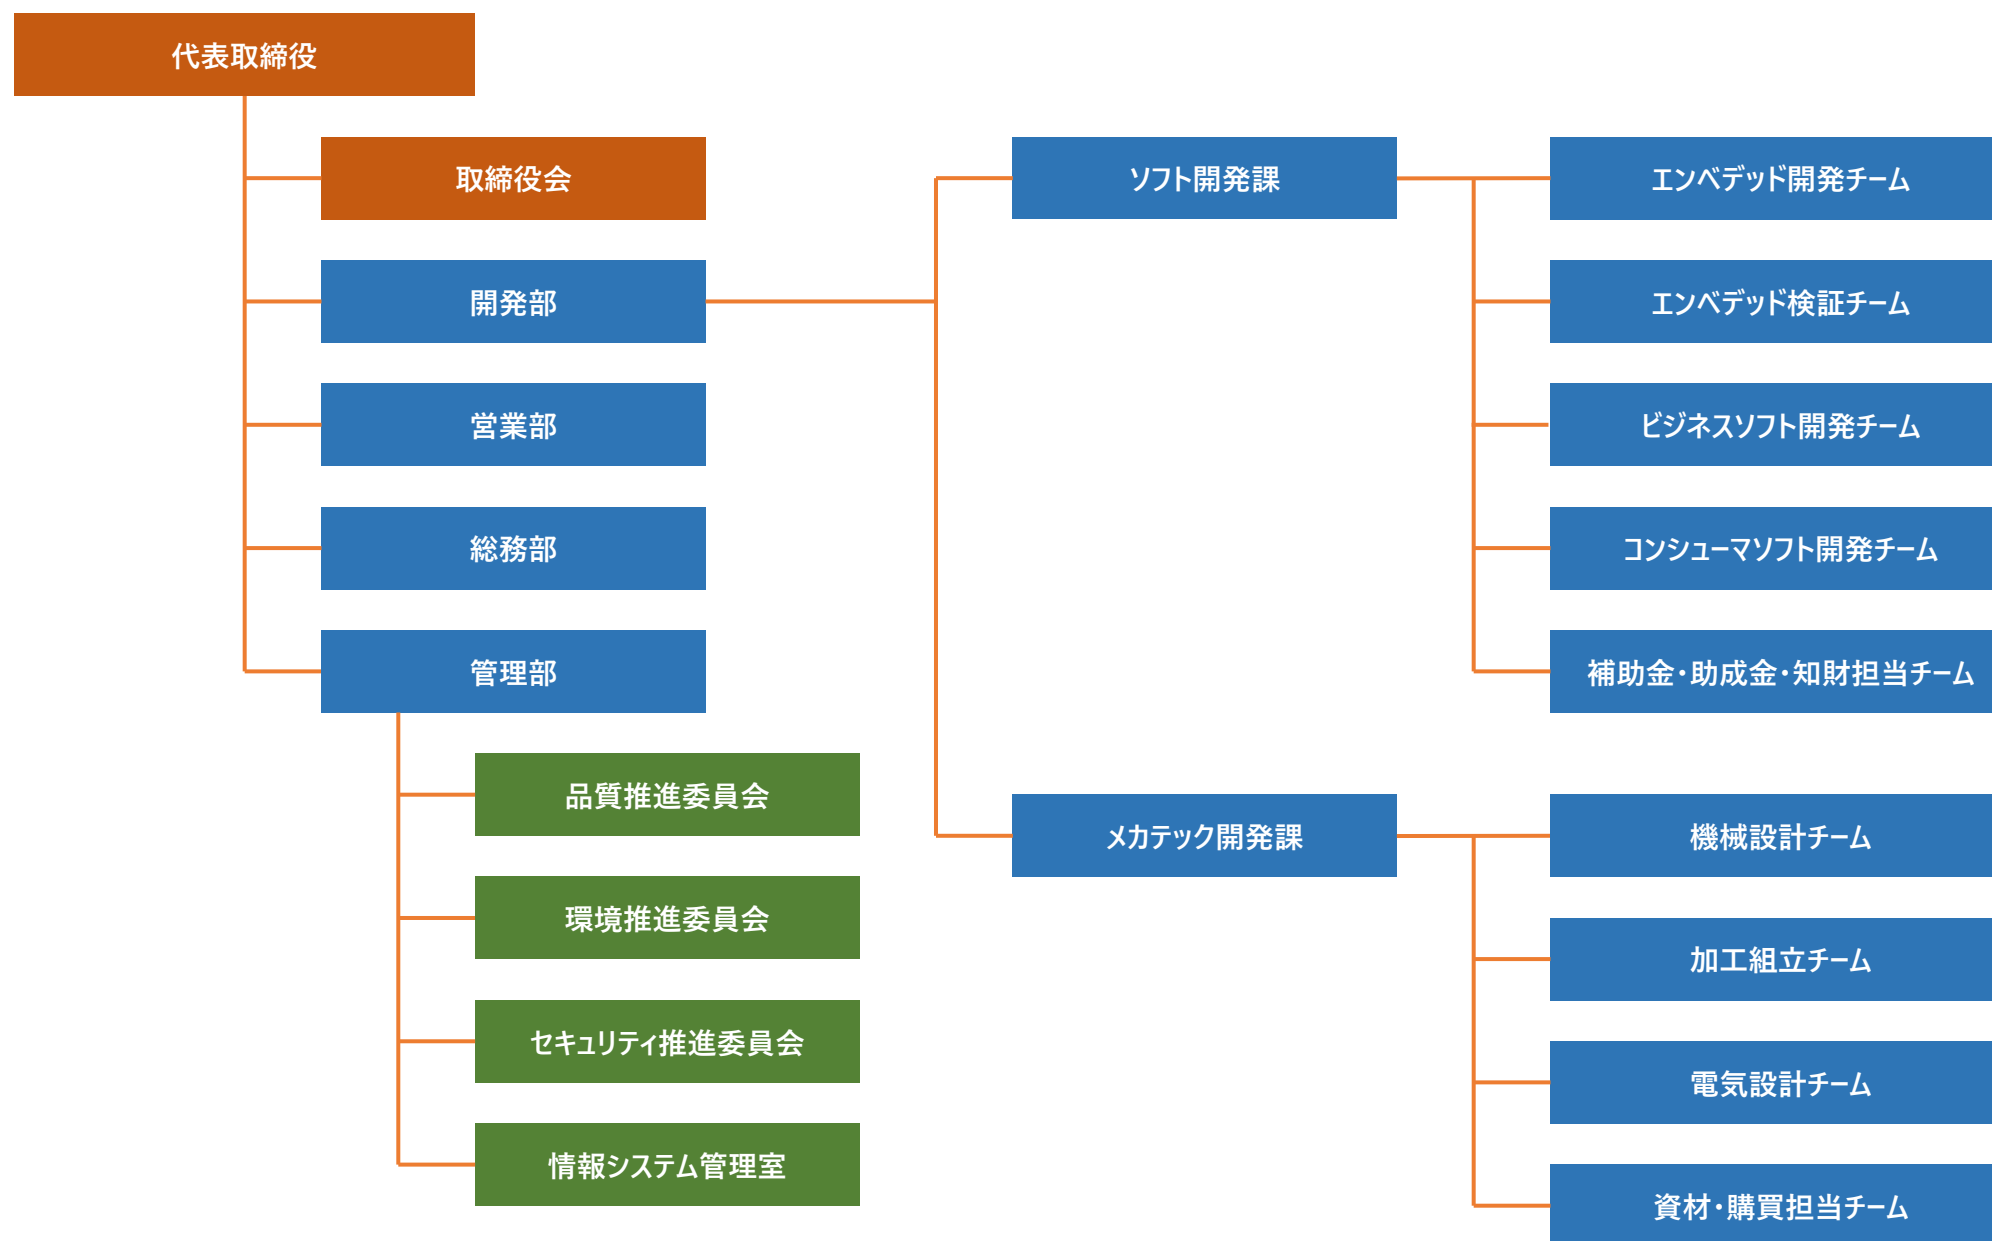 代表取締役
取締役会
開発部
営業部
総務部
管理部
品質推進委員会
環境推進委員会
セキュリティ推進委員会
情報システム管理室
ソフト開発課
エンベデッド開発チーム
エンベデッド検証チーム
ビジネスソフト開発チーム
コンシューマソフト開発チーム
補助金・助成金・知財担当チーム
メカテック開発課
機械設計チーム
加工組立チーム
電気設計チーム
資材・購買担当チーム